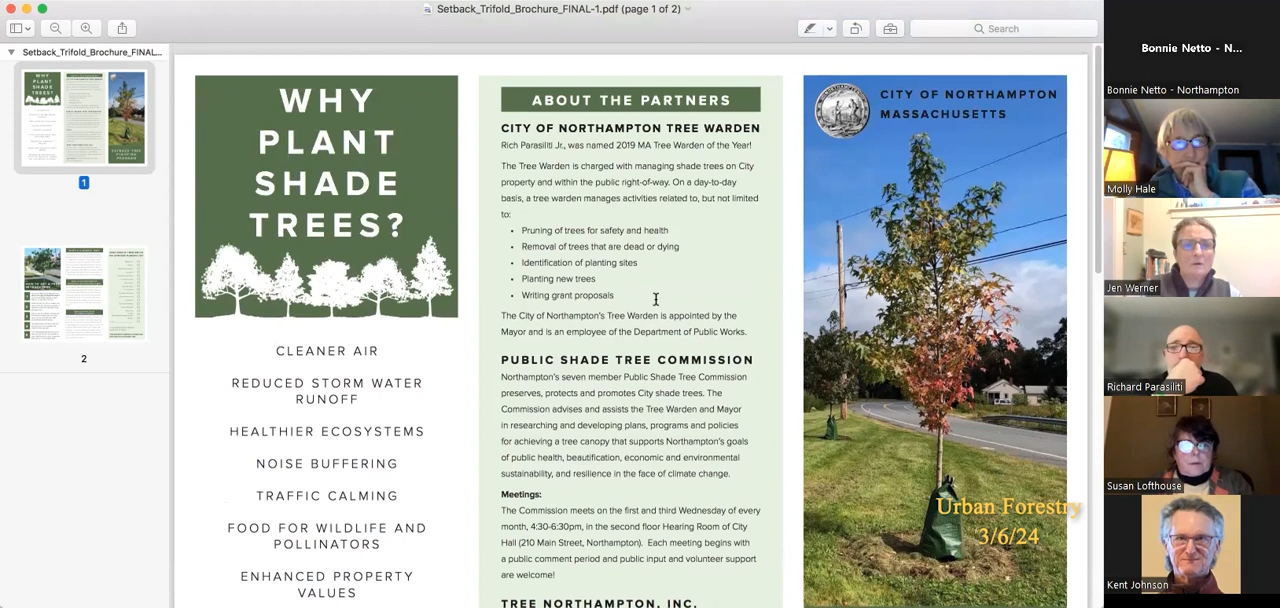 Setback_Trifold_Brochure_FINAL-1.pdf (page 1 of 2)
Search
Setback_Trifold_Brochure_FINAL...
1
2
WHY
PLANT
SHADE
TREES?
CLEANER AIR
REDUCED STORM WATER
RUNOFF
HEALTHIER ECOSYSTEMS
NOISE BUFFERING
TRAFFIC CALMING
FOOD FOR WILDLIFE AND
POLLINATORS
ENHANCED PROPERTY
VALUES
ABOUT THE PARTNERS
CITY OF NORTHAMPTON TREE WARDEN
Rich Parasiliti Jr., was named 2019 MA Tree Warden of the Year!
The Tree Warden is charged with managing shade trees on City
property and within the public right-of-way. On a day-to-day
basis, a tree warden manages activities related to, but not limited
to:
• Pruning of trees for safety and health
• Removal of trees that are dead or dying
• Identification of planting sites
Planting new trees
• Writing grant proposals
The City of Northampton's Tree Warden is appointed by the
Mayor and is an employee of the Department of Public Works.
PUBLIC SHADE TREE COMMISSION
Northampton's seven member Public Shade Tree Commission
preserves, protects and promotes City shade trees. The
Commission advises and assists the Tree Warden and Mayor
in researching and developing plans, programs and policies
for achieving a tree canopy that supports Northampton's goals
of public health, beautification, economic and environmental
sustainability, and resilience in the face of climate change.
Meetings:
The Commission meets on the first and third Wednesday of every
month, 4:30-6:30pm, in the second floor Hearing Room of City
Hall (210 Main Street, Northampton). Each meeting begins with
a public comment period and public input and volunteer support
are welcome!
TREE NORTHAMPTON, INC.
CITY OF NORTHAMPTON
MASSACHUSETTS
Urban Forestry
3/6/24
Bonnie Netto - N...
Bonnie Netto - Northampton
Molly Hale
Jen Werner
Richard Parasiliti
Susan Lofthouse
Kent Johnson